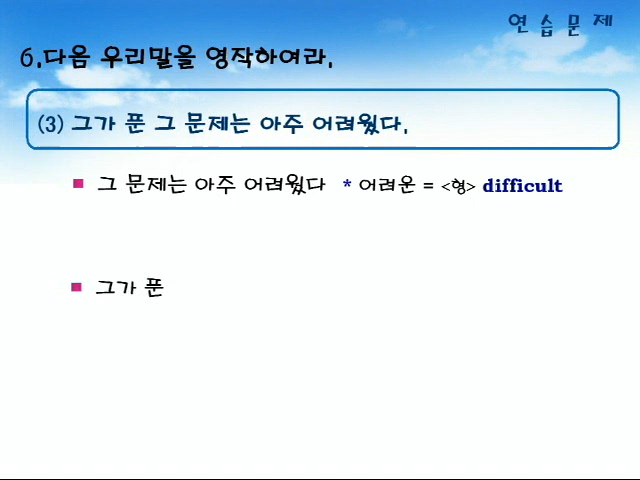 연습문제
6.다음 우리말을 영작하여라.
(3) 그가 푼 그 문제는 아주 어려웠다.
그 문제는 아주 어려웠다 * 어려운 = <형> difficult
그가 푼